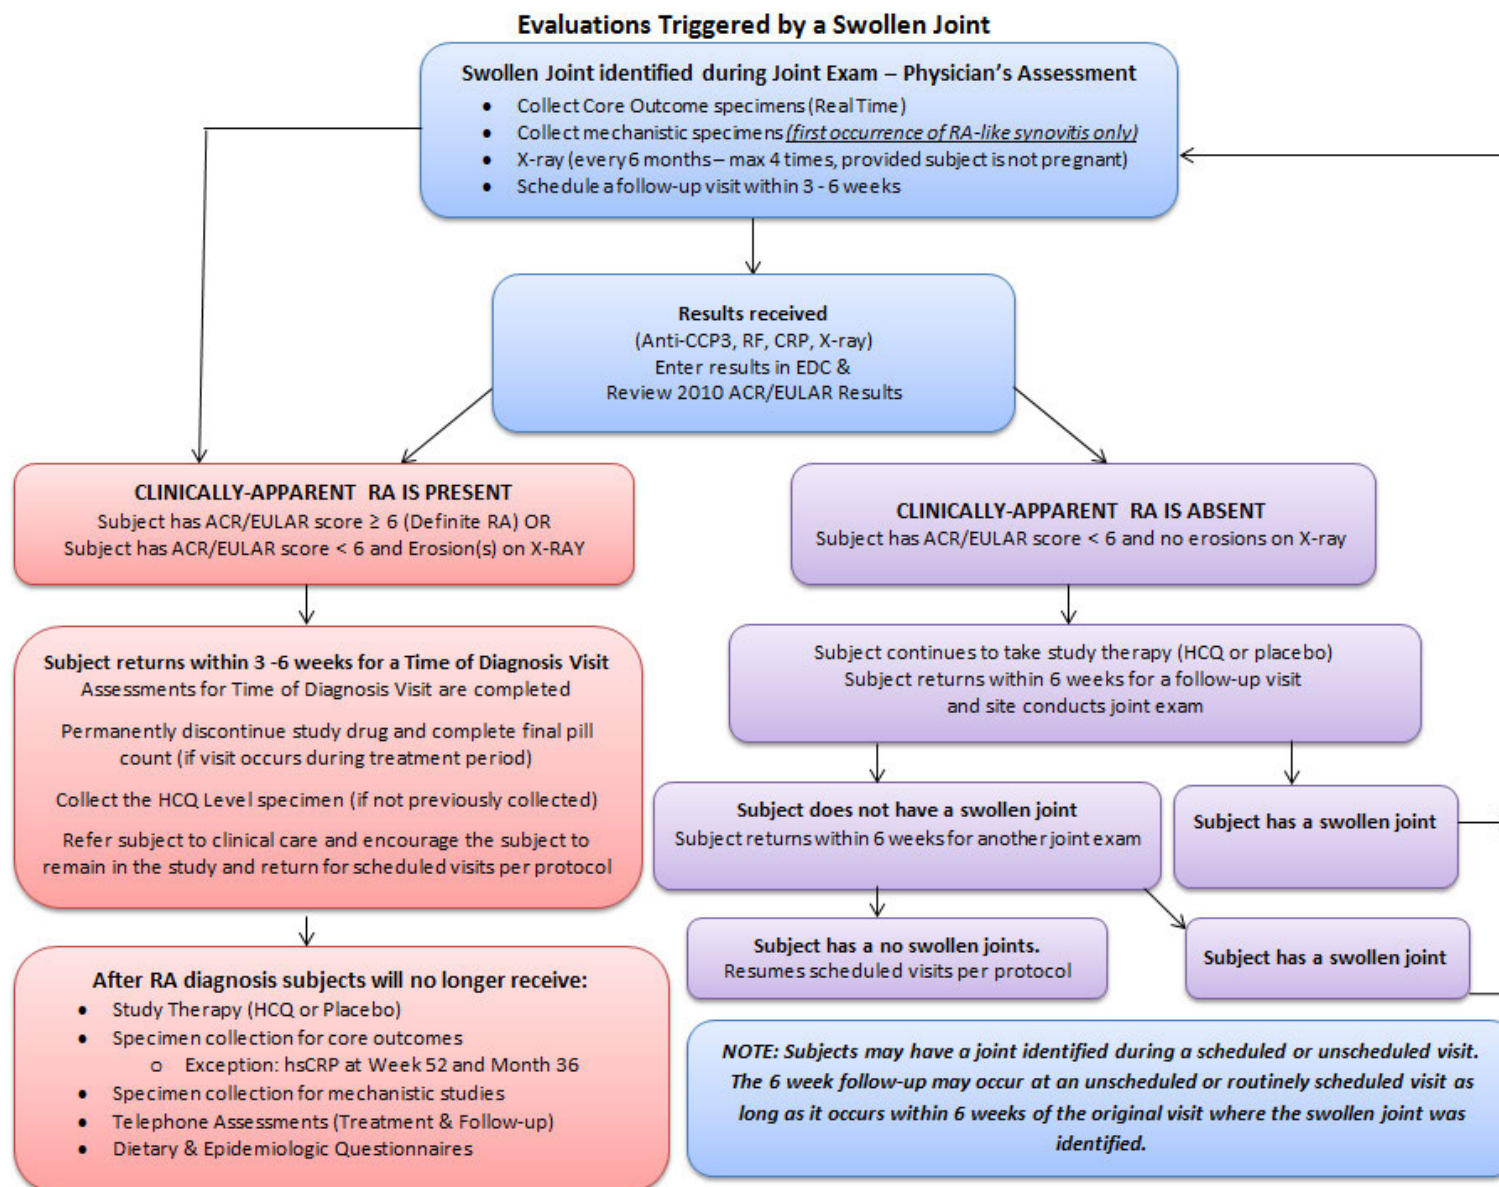 Evaluations Triggered by a Swollen Joint
Swollen Joint identified during Joint Exam – Physician's Assessment
• Collect Core Outcome specimens (Real Time)
• Collect mechanistic specimens (first occurrence of RA-like synovitis only)
• X-ray (every 6 months – max 4 times, provided subject is not pregnant)
• Schedule a follow-up visit within 3 - 6 weeks
Results received
(Anti-CCP3, RF, CRP, X-ray)
Enter results in EDC &
Review 2010 ACR/EULAR Results
CLINICALLY-APPARENT RA IS PRESENT
Subject has ACR/EULAR score ≥ 6 (Definite RA) OR
Subject has ACR/EULAR score < 6 and Erosion(s) on X-RAY
CLINICALLY-APPARENT RA IS ABSENT
Subject has ACR/EULAR score < 6 and no erosions on X-ray
Subject returns within 3 -6 weeks for a Time of Diagnosis Visit
Assessments for Time of Diagnosis Visit are completed
Permanently discontinue study drug and complete final pill
count (if visit occurs during treatment period)
Collect the HCQ Level specimen (if not previously collected)
Refer subject to clinical care and encourage the subject to
remain in the study and return for scheduled visits per protocol
Subject continues to take study therapy (HCQ or placebo)
Subject returns within 6 weeks for a follow-up visit
and site conducts joint exam
Subject does not have a swollen joint
Subject returns within 6 weeks for another joint exam
Subject has a swollen joint
Subject has a no swollen joints.
Resumes scheduled visits per protocol
Subject has a swollen joint
After RA diagnosis subjects will no longer receive:
• Study Therapy (HCQ or Placebo)
• Specimen collection for core outcomes
o Exception: hsCRP at Week 52 and Month 36
• Specimen collection for mechanistic studies
• Telephone Assessments (Treatment & Follow-up)
• Dietary & Epidemiologic Questionnaires
NOTE: Subjects may have a joint identified during a scheduled or unscheduled visit.
The 6 week follow-up may occur at an unscheduled or routinely scheduled visit as
long as it occurs within 6 weeks of the original visit where the swollen joint was
identified.